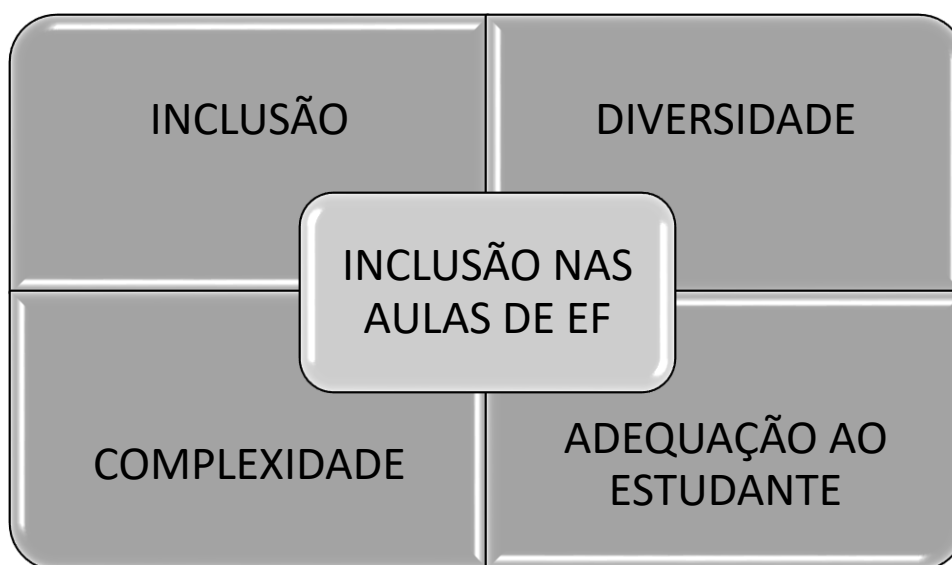 INCLUSÃO
DIVERSIDADE
INCLUSÃO NAS
AULAS DE EF
COMPLEXIDADE
ADEQUAÇÃO AO
ESTUDANTE